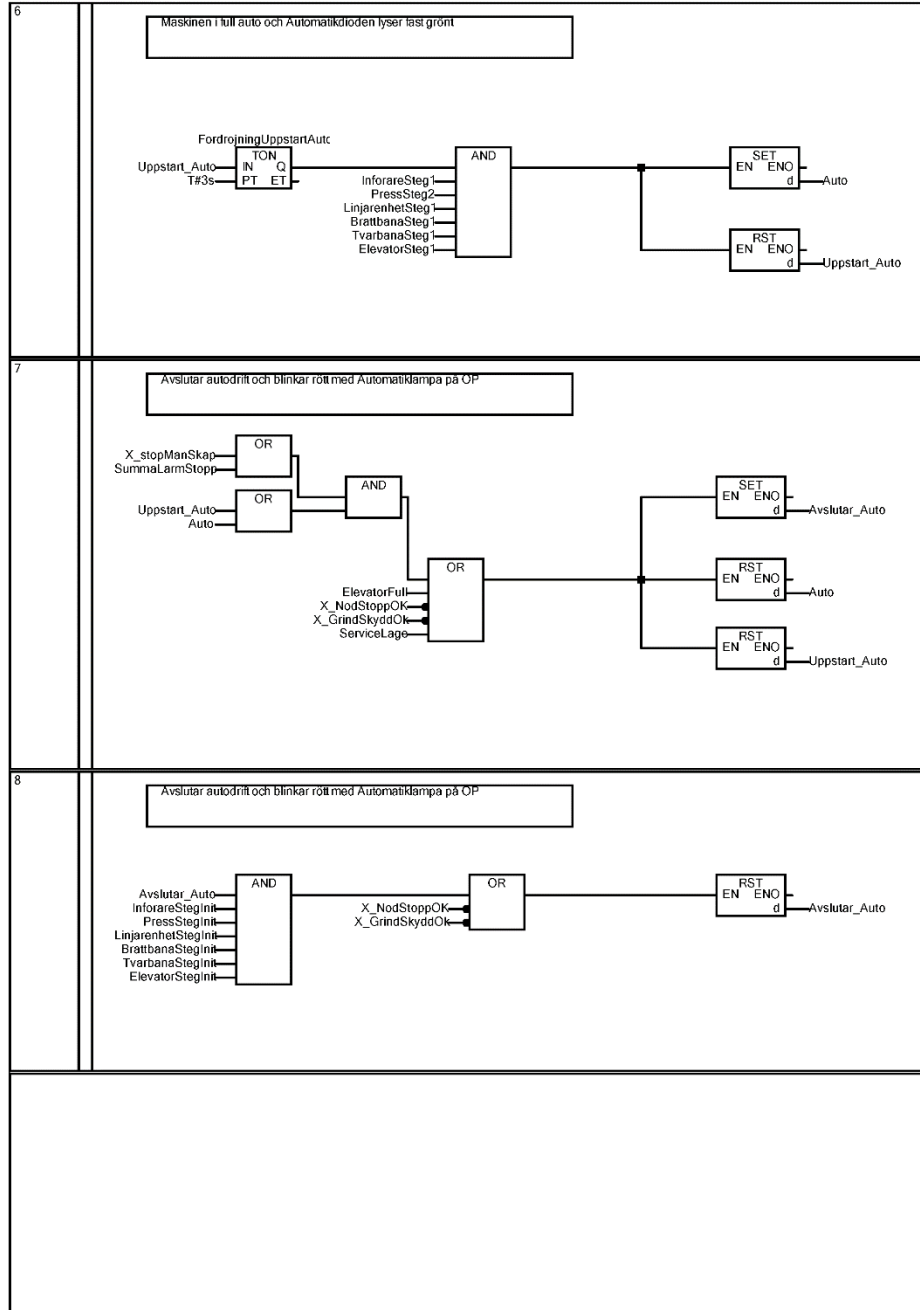 6
Maskinen i full auto och Automatikdioden lyser fast grönt
FordrojningUppstartAuto
TON
Uppstart_Auto IN Q
T#3s PT ET
AND
InforareSteg1
PressSteg2
LinjarenhetSteg1
BrattbanaSteg1
TvarbanaSteg1
ElevatorSteg1
SET
EN ENO
d Auto
RST
EN ENO
d Uppstart_Auto
7
Avslutar autodrift och blinkar rött med Automatiklampa på OP
OR
X_stopManSkap
SummaLarmStopp
OR
Uppstart_Auto
Auto
AND
OR
ElevatorFull
X_NodStoppOK
X_GrindSkyddOk
ServiceLage
SET
EN ENO
d Avslutar_Auto
RST
EN ENO
d Auto
RST
EN ENO
d Uppstart_Auto
8
Avslutar autodrift och blinkar rött med Automatiklampa på OP
AND
Avslutar_Auto
InforareStegInit
PressStegInit
LinjarenhetStegInit
BrattbanaStegInit
TvarbanaStegInit
ElevatorStegInit
OR
X_NodStoppOK
X_GrindSkyddOk
RST
EN ENO
d Avslutar_Auto